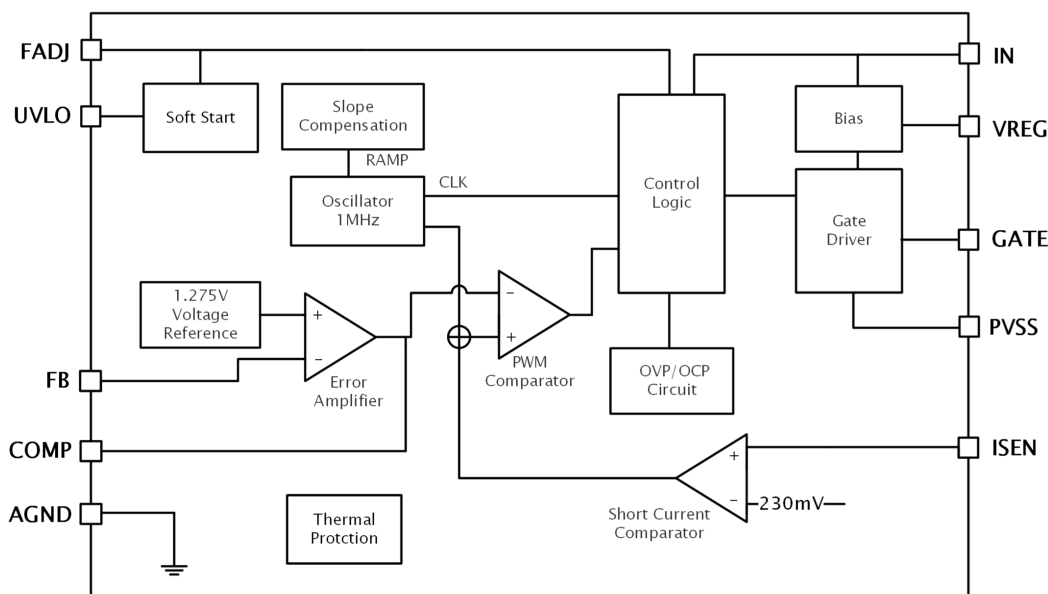 FADJ
IN
UVLO
Soft Start
Slope
Compensation
Bias
VREG
RAMP
CLK
Oscillator
1MHz
Control
Logic
Gate
Driver
GATE
1.275V
Voltage
Reference
+
−
−
+
PWM
Comparator
PVSS
FB
Error
Amplifier
OVP/OCP
Circuit
COMP
+
−
230mV
ISEN
Short Current
Comparator
AGND
Thermal
Protction